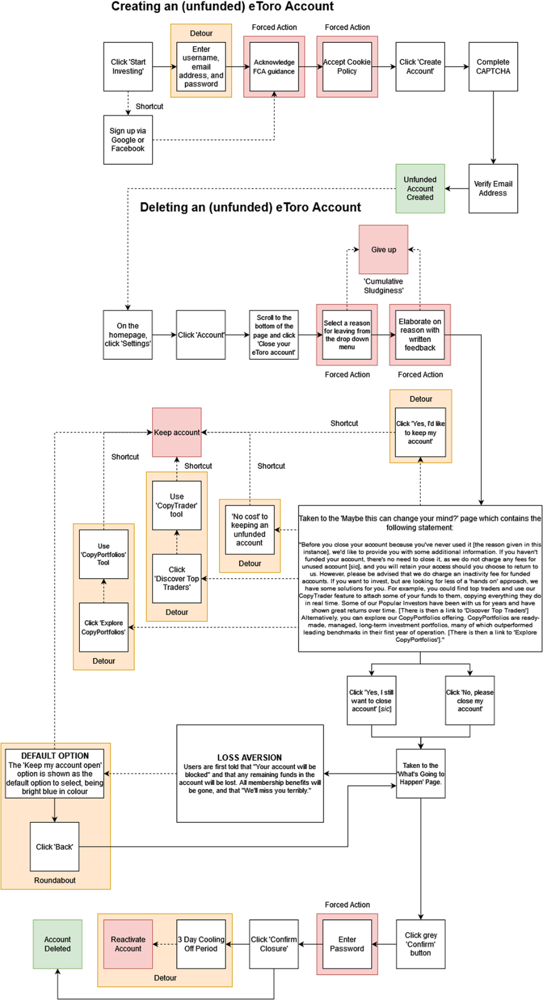 Creating an (unfunded) eToro Account
Forced Action
Forced Action
Detour
Click 'Start
Investing'
Enter
username,
email
address, and
password
Acknowledge
FCA guidance
Accept Cookie
Policy
Click 'Create
Account'
Complete
CAPTCHA
Shortcut
Sign up via
Google or
Facebook
Unfunded
Account
Created
Verify Email
Address
Deleting an (unfunded) eToro Account
Give up
'Cumulative
Sludginess'
On the
homepage,
click 'Settings'
Click 'Account'
Scroll to the
bottom of the
page and click
'Close your
eToro account'
Select a reason
for leaving from
the drop down
menu
Elaborate on
reason with
written
feedback
Forced Action
Forced Action
Detour
Click 'Yes, I'd like
to keep my
account'
Shortcut
Keep account
Shortcut
Shortcut
Shortcut
Use
'CopyTrader'
tool
'No cost' to
keeping an
unfunded
account
Detour
Use
'CopyPortfolios'
Tool
Click
'Discover Top
Traders'
Detour
Click 'Explore
CopyPortfolios'
Detour
Taken to the 'Maybe this can change your mind?' page which contains the
following statement:
"Before you close your account because you've never used it [the reason given in this
instance], we'd like to provide you with some additional information. If you haven't
funded your account, there's no need to close it, as we do not charge any fees for
unused account [sic], and you will retain your access should you choose to return to
us. However, please be advised that we do charge an inactivity fee for funded
accounts. If you want to invest, but are looking for less of a 'hands on' approach, we
have some solutions for you. For example, you could find top traders and use our
CopyTrader feature to attach some of your funds to them, copying everything they do
in real time. Some of our Popular Investors have been with us for years and have
shown great returns over time. [There is then a link to 'Discover Top Traders']
Alternatively, you can explore our CopyPortfolios offering. CopyPortfolios are ready-
made, managed, long-term investment portfolios, many of which outperformed
leading benchmarks in their first year of operation. [There is then a link to 'Explore
CopyPortfolios']."
Click 'Yes, I still
want to close
account' [sic]
Click 'No, please
close my
account'
DEFAULT OPTION
The 'Keep my account open'
option is shown as the
default option to select, being
bright blue in colour
LOSS AVERSION
Users are first told that "Your account will be
blocked" and that any remaining funds in the
account will be lost. All membership benefits will
be gone, and that "We'll miss you terribly."
Taken to the
'What's Going to
Happen' Page.
Click 'Back'
Roundabout
Forced Action
Account
Deleted
Reactivate
Account
3 Day Cooling
Off Period
Click 'Confirm
Closure'
Enter
Password
Click grey
'Confirm'
button
Detour